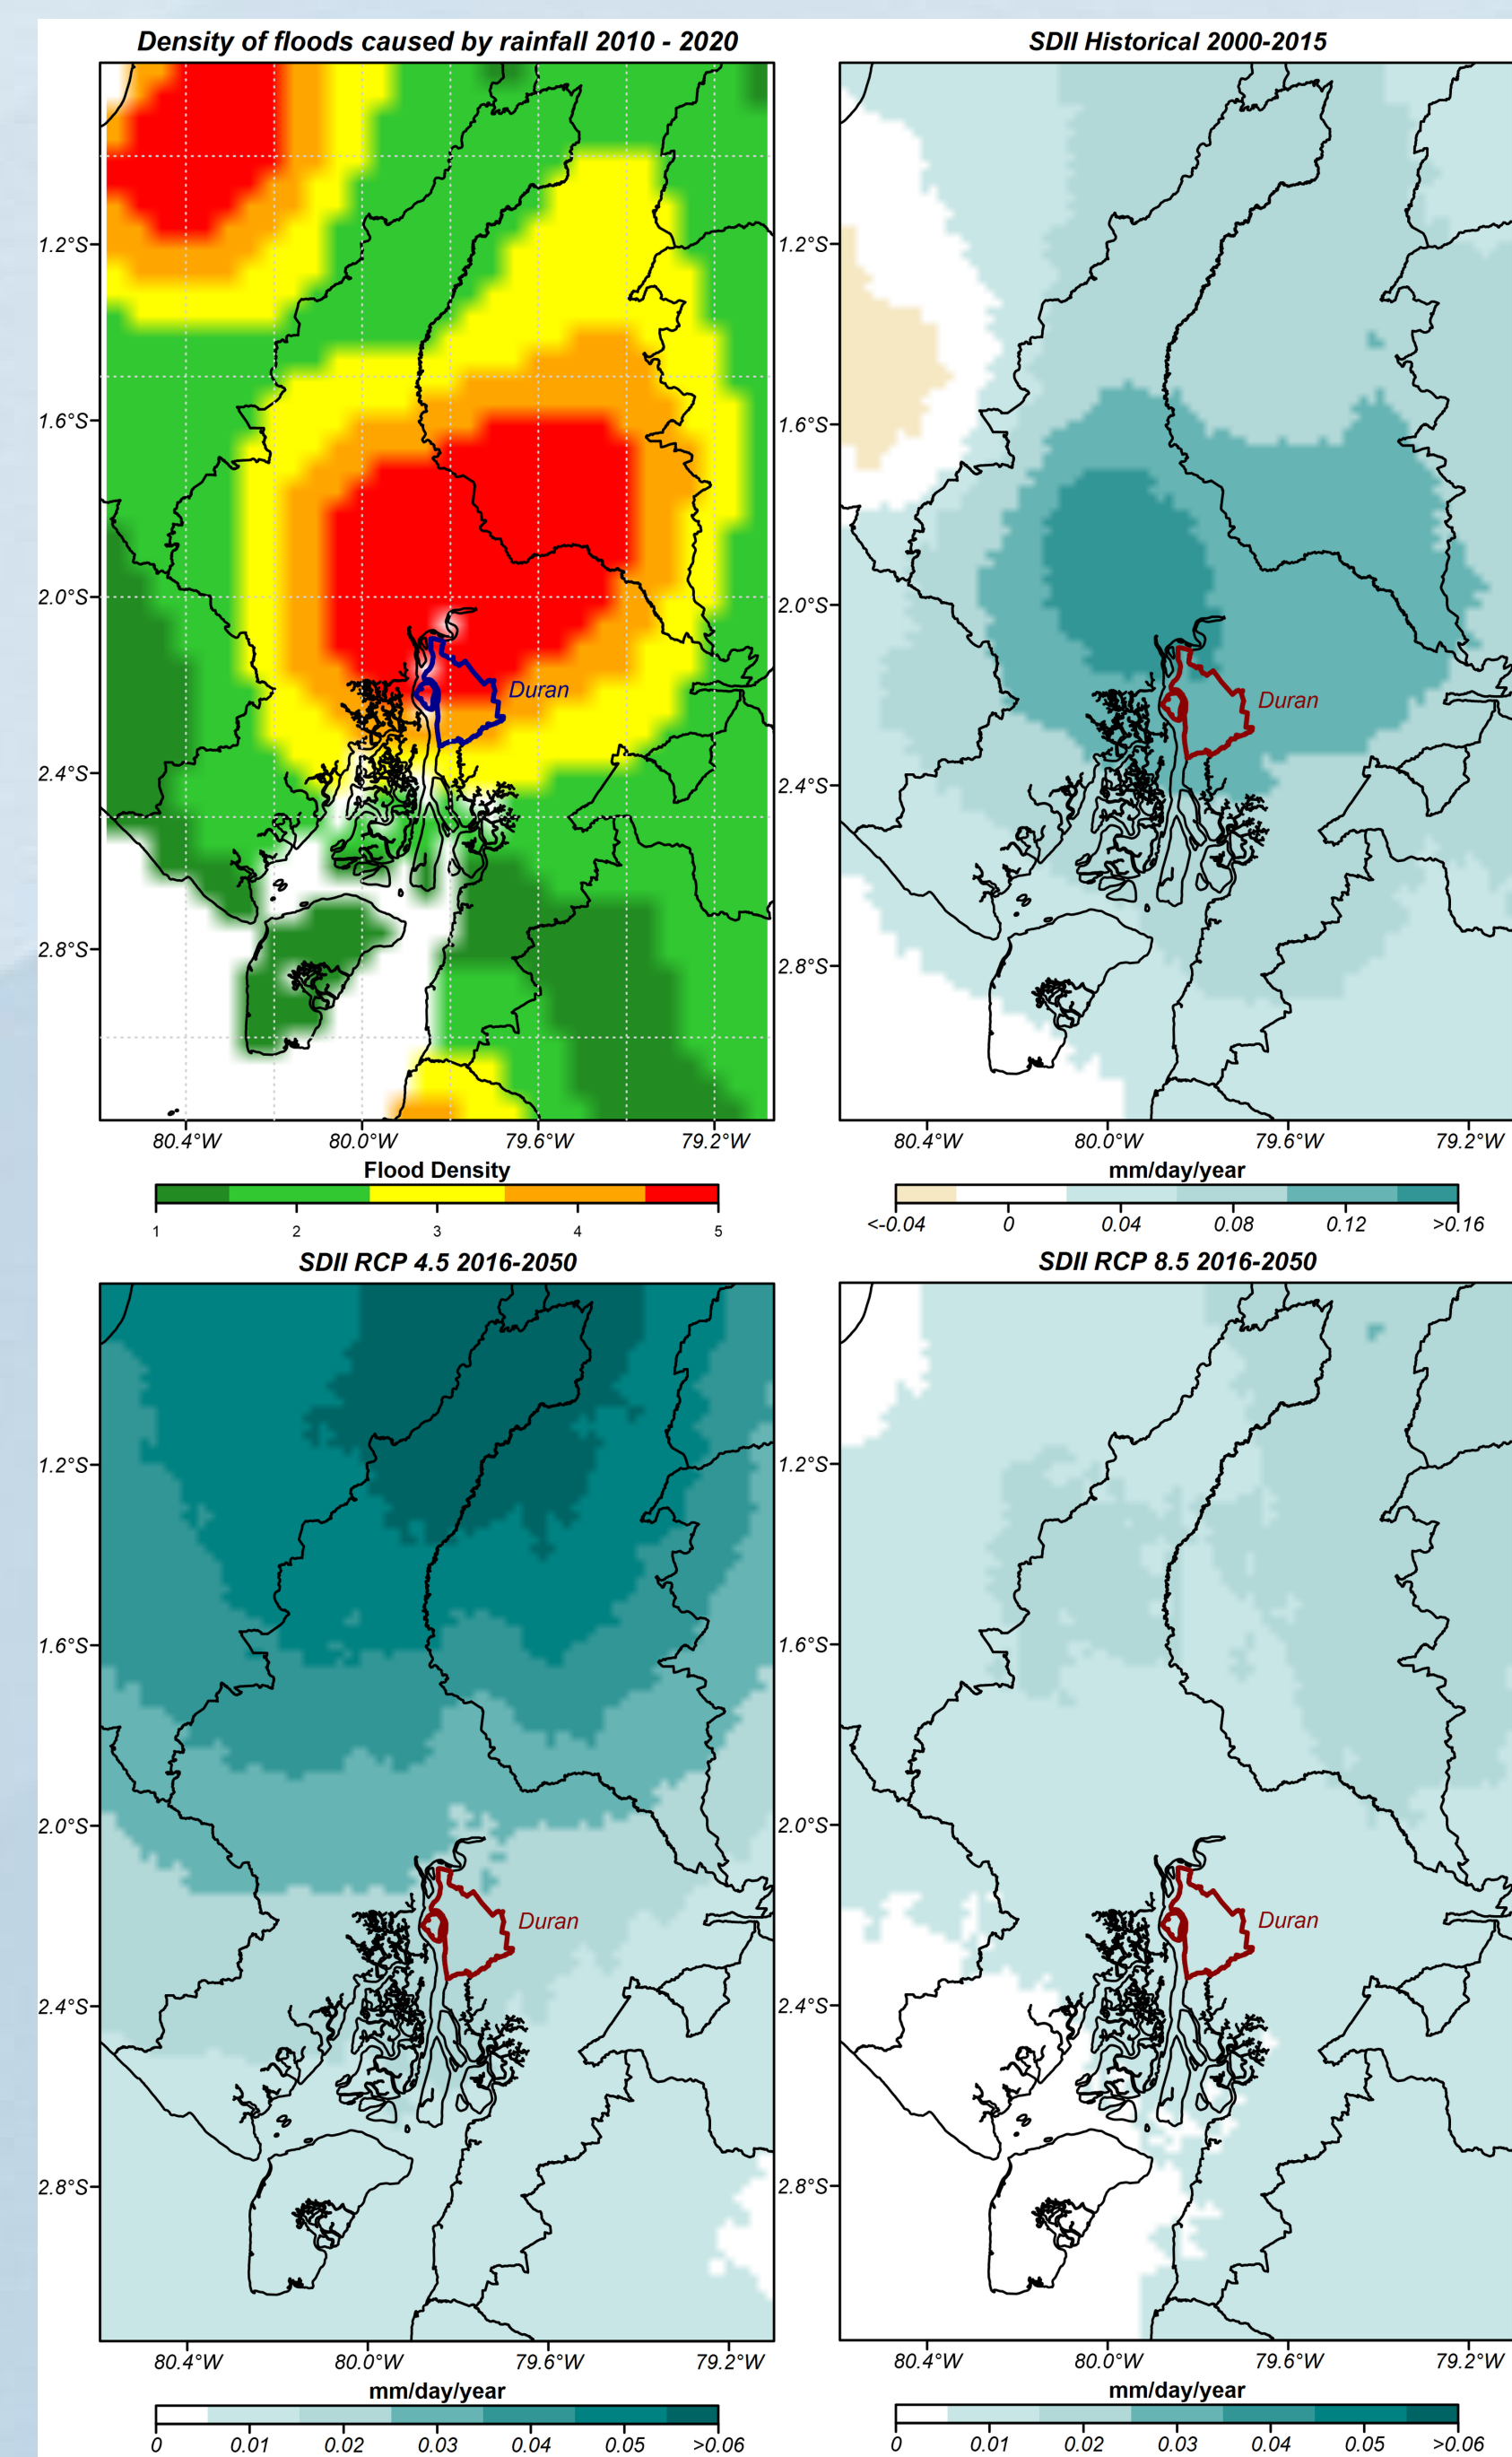 Density of floods caused by rainfall 2010 - 2020
SDII Historical 2000-2015
1.2°S
1.6°S
2.0°S
2.4°S
2.8°S
Duran
80.4°W 80.0°W 79.6°W 79.2°W
Flood Density
1 2 3 4 5
1.2°S
1.6°S
2.0°S
2.4°S
2.8°S
Duran
80.4°W 80.0°W 79.6°W 79.2°W
mm/day/year
<-0.04 0 0.04 0.08 0.12 >0.16
SDII RCP 4.5 2016-2050
SDII RCP 8.5 2016-2050
1.2°S
1.6°S
2.0°S
2.4°S
2.8°S
Duran
80.4°W 80.0°W 79.6°W 79.2°W
mm/day/year
0 0.01 0.02 0.03 0.04 0.05 >0.06
1.2°S
1.6°S
2.0°S
2.4°S
2.8°S
Duran
80.4°W 80.0°W 79.6°W 79.2°W
mm/day/year
0 0.01 0.02 0.03 0.04 0.05 >0.06